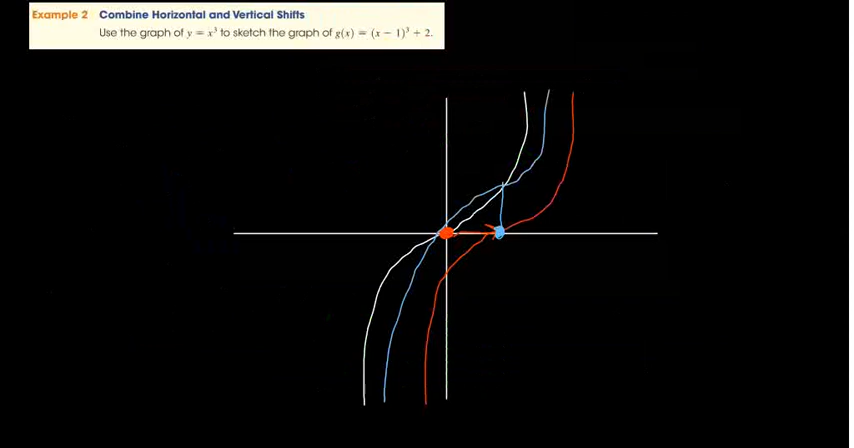 Example 2 Combine Horizontal and Vertical Shifts
Use the graph of y = x³ to sketch the graph of g(x) = (x − 1)³ + 2.